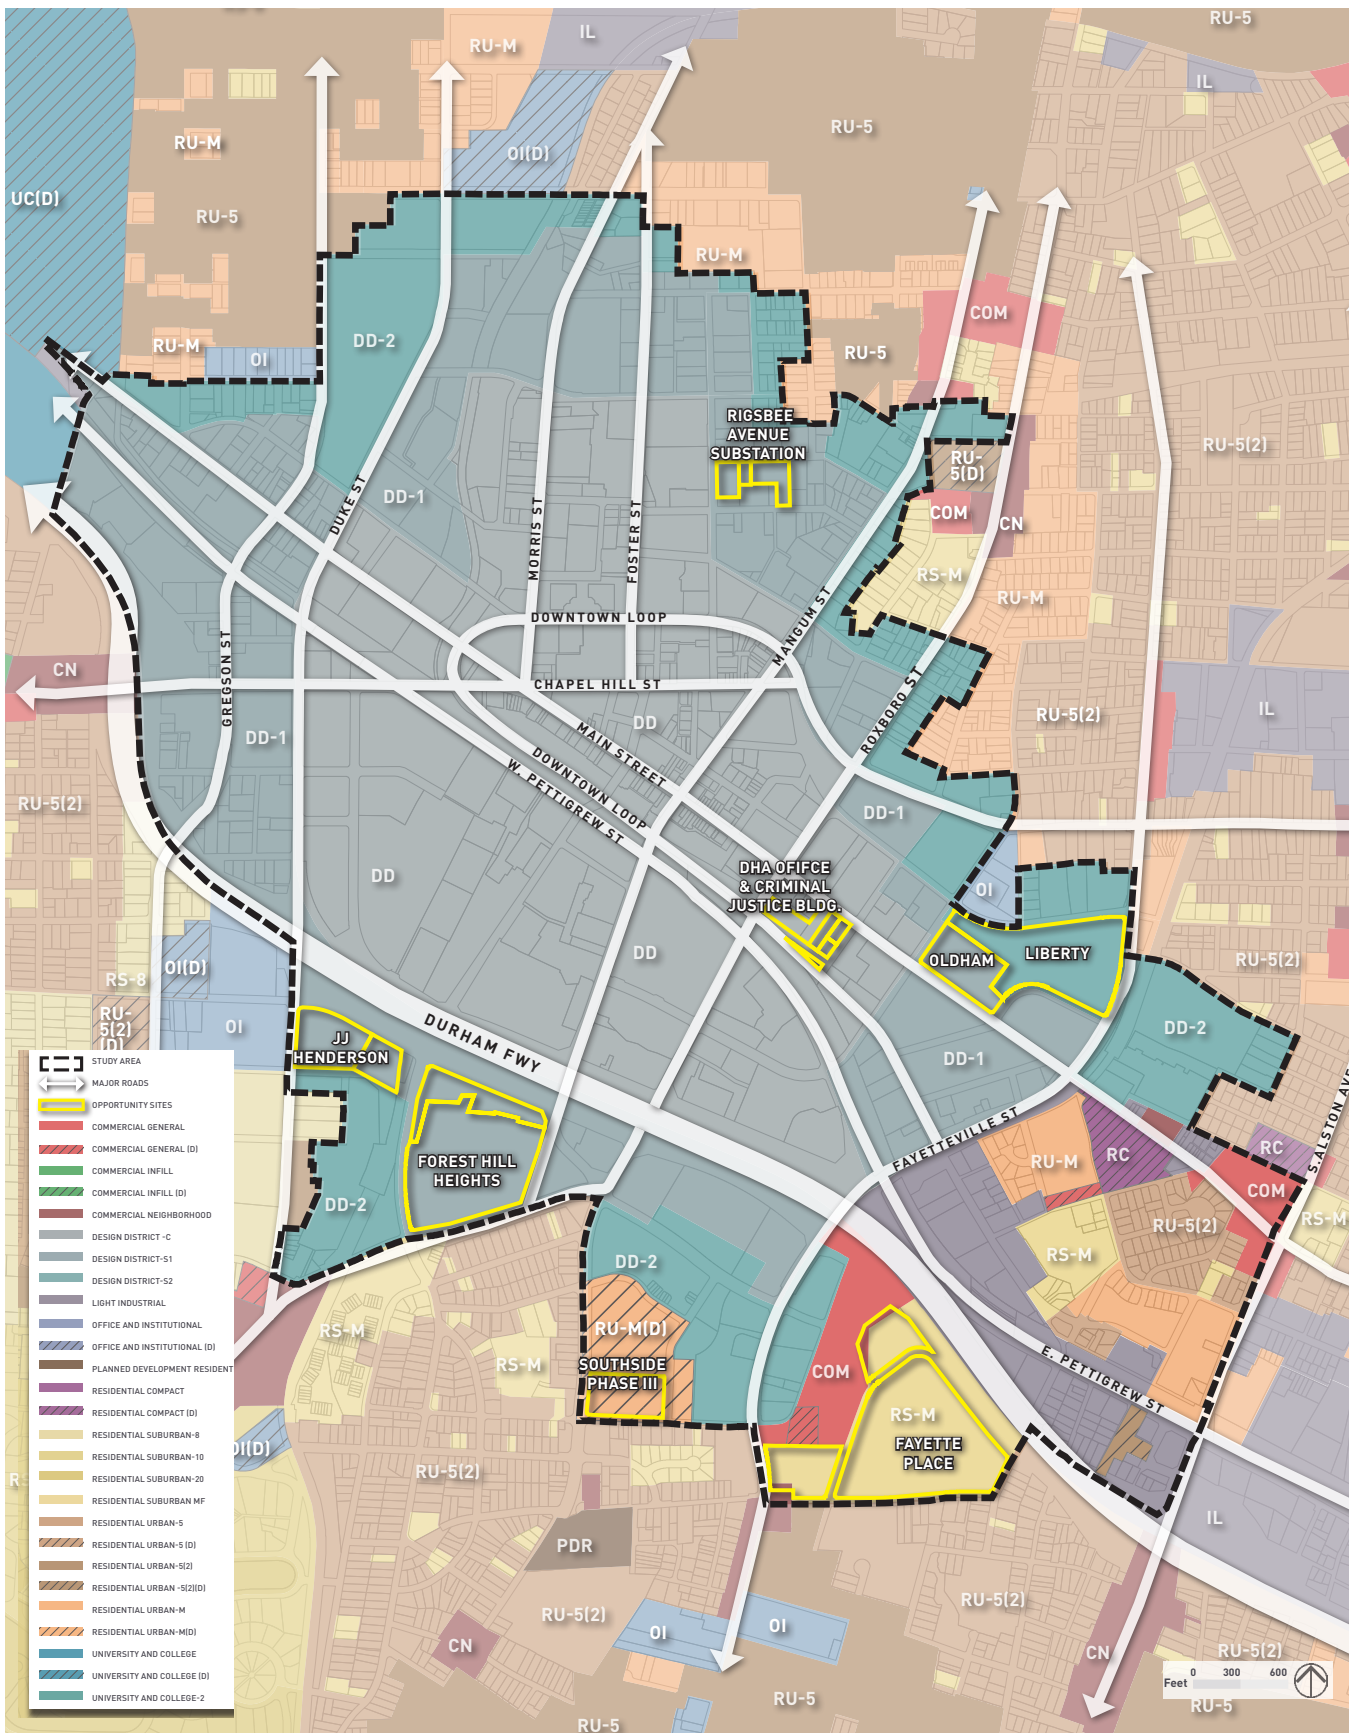 RU-5
IL
RU-M
IL
RU-5
RU-M
OI(D)
UC(D)
RU-5
RU-M
COM
DD-2
RU-M
OI
RU-5
RIGSBEE
AVENUE
SUBSTATION
RU-5(2)
RU-
5(D)
DUKE ST
DD-1
MORRIS ST
FOSTER ST
COM
CN
RS-M
RU-M
DOWNTOWN LOOP
MANGUM ST
CN
GREGSON ST
CHAPEL HILL ST
ROXBORO ST
DD
RU-5(2)
IL
DD-1
MAIN STREET
DOWNTOWN LOOP
W. PETTIGREW ST
RU-5(2)
DD-1
DD
DHA OFIFCE
& CRIMINAL
JUSTICE BLDG.
OI
DD
OLDHAM
LIBERTY
RU-5(2)
RS-8
OI(D)
RU-
5(2)
(D)
OI
DURHAM FWY
DD-2
JJ
HENDERSON
DD-1
S.ALSTON AVE
FAYETTEVILLE ST
FOREST HILL
HEIGHTS
RU-M
RC
RC
COM
DD-2
RU-5(2)
RS-M
RS-M
DD-2
RS-M
RU-M(D)
RS-M
SOUTHSIDE
PHASE III
COM
E. PETTIGREW ST
RS-M
FAYETTE
PLACE
OI(D)
RU-5(2)
IL
PDR
RU-5(2)
RU-5(2)
OI
OI
CN
CN
RU-5(2)
RU-5
RU-5
RU-5
STUDY AREA
MAJOR ROADS
OPPORTUNITY SITES
COMMERCIAL GENERAL
COMMERCIAL GENERAL (D)
COMMERCIAL INFILL
COMMERCIAL INFILL (D)
COMMERCIAL NEIGHBORHOOD
DESIGN DISTRICT -C
DESIGN DISTRICT-S1
DESIGN DISTRICT-S2
LIGHT INDUSTRIAL
OFFICE AND INSTITUTIONAL
OFFICE AND INSTITUTIONAL (D)
PLANNED DEVELOPMENT RESIDENT
RESIDENTIAL COMPACT
RESIDENTIAL COMPACT (D)
RESIDENTIAL SUBURBAN-8
RESIDENTIAL SUBURBAN-10
RESIDENTIAL SUBURBAN-20
RESIDENTIAL SUBURBAN MF
RESIDENTIAL URBAN-5
RESIDENTIAL URBAN-5 (D)
RESIDENTIAL URBAN-5(2)
RESIDENTIAL URBAN -5(2)(D)
RESIDENTIAL URBAN-M
RESIDENTIAL URBAN-M(D)
UNIVERSITY AND COLLEGE
UNIVERSITY AND COLLEGE (D)
UNIVERSITY AND COLLEGE-2
Feet 0 300 600